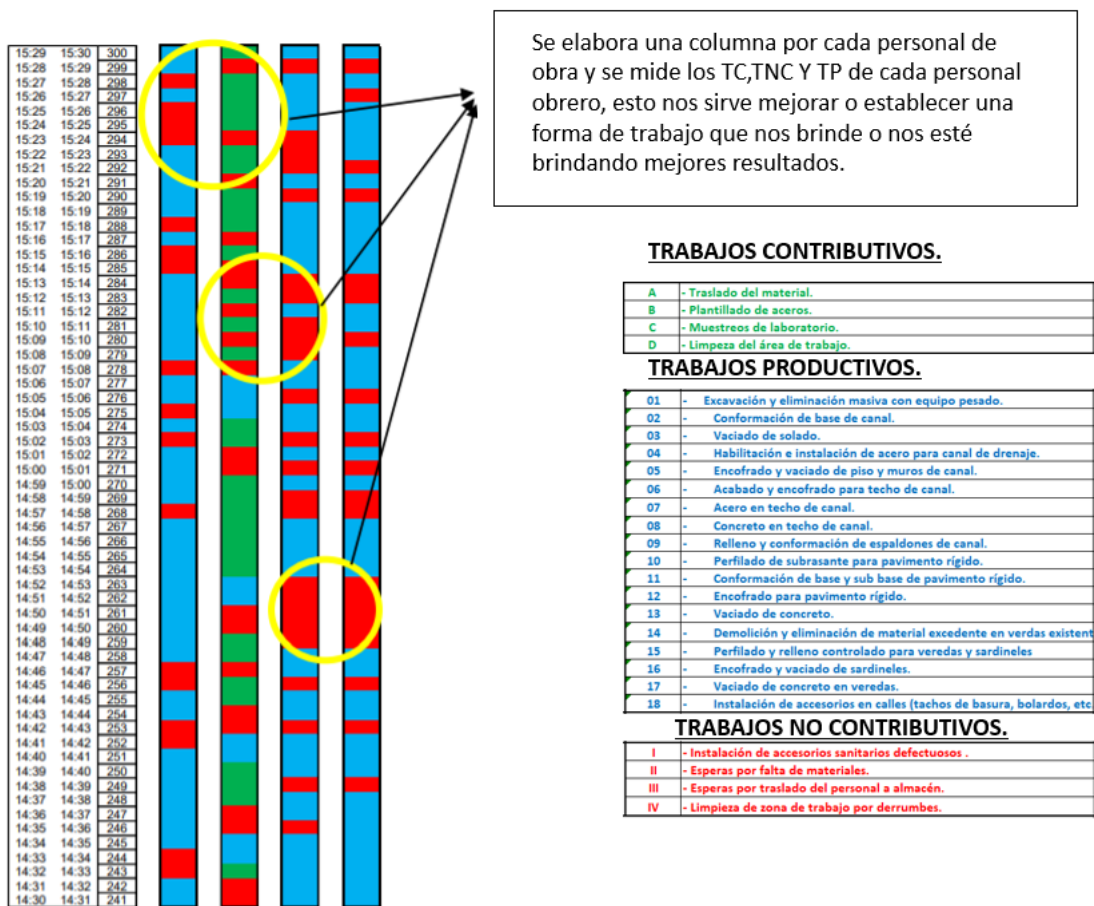 Se elabora una columna por cada personal de
obra y se mide los TC,TNC Y TP de cada personal
obrero, esto nos sirve mejorar o establecer una
forma de trabajo que nos brinde o nos esté
brindando mejores resultados.
15:29 15:30 300
15:28 15:29 299
15:27 15:28 298
15:26 15:27 297
15:25 15:26 296
15:24 15:25 295
15:23 15:24 294
15:22 15:23 293
15:21 15:22 292
15:20 15:21 291
15:19 15:20 290
15:18 15:19 289
15:17 15:18 288
15:16 15:17 287
15:15 15:16 286
15:14 15:15 285
15:13 15:14 284
15:12 15:13 283
15:11 15:12 282
15:10 15:11 281
15:09 15:10 280
15:08 15:09 279
15:07 15:08 278
15:06 15:07 277
15:05 15:06 276
15:04 15:05 275
15:03 15:04 274
15:02 15:03 273
15:01 15:02 272
15:00 15:01 271
14:59 15:00 270
14:58 14:59 269
14:57 14:58 268
14:56 14:57 267
14:55 14:56 266
14:54 14:55 265
14:53 14:54 264
14:52 14:53 263
14:51 14:52 262
14:50 14:51 261
14:49 14:50 260
14:48 14:49 259
14:47 14:48 258
14:46 14:47 257
14:45 14:46 256
14:44 14:45 255
14:43 14:44 254
14:42 14:43 253
14:41 14:42 252
14:40 14:41 251
14:39 14:40 250
14:38 14:39 249
14:37 14:38 248
14:36 14:37 247
14:35 14:36 246
14:34 14:35 245
14:33 14:34 244
14:32 14:33 243
14:31 14:32 242
14:30 14:31 241
TRABAJOS CONTRIBUTIVOS.
A - Traslado del material.
B - Plantillado de aceros.
C - Muestreos de laboratorio.
D - Limpeza del área de trabajo.
TRABAJOS PRODUCTIVOS.
01 - Excavación y eliminación masiva con equipo pesado.
02 - Conformación de base de canal.
03 - Vaciado de solado.
04 - Habilitación e instalación de acero para canal de drenaje.
05 - Encofrado y vaciado de piso y muros de canal.
06 - Acabado y encofrado para techo de canal.
07 - Acero en techo de canal.
08 - Concreto en techo de canal.
09 - Relleno y conformación de espaldones de canal.
10 - Perfilado de subrasante para pavimento rígido.
11 - Conformación de base y sub base de pavimento rígido.
12 - Encofrado para pavimento rígido.
13 - Vaciado de concreto.
14 - Demolición y eliminación de material excedente en verdas existent
15 - Perfilado y relleno controlado para veredas y sardineles
16 - Encofrado y vaciado de sardineles.
17 - Vaciado de concreto en veredas.
18 - Instalación de accesorios en calles (tachos de basura, bolardos, etc.
TRABAJOS NO CONTRIBUTIVOS.
I - Instalación de accesorios sanitarios defectuosos .
II - Esperas por falta de materiales.
III - Esperas por traslado del personal a almacén.
IV - Limpieza de zona de trabajo por derrumbes.